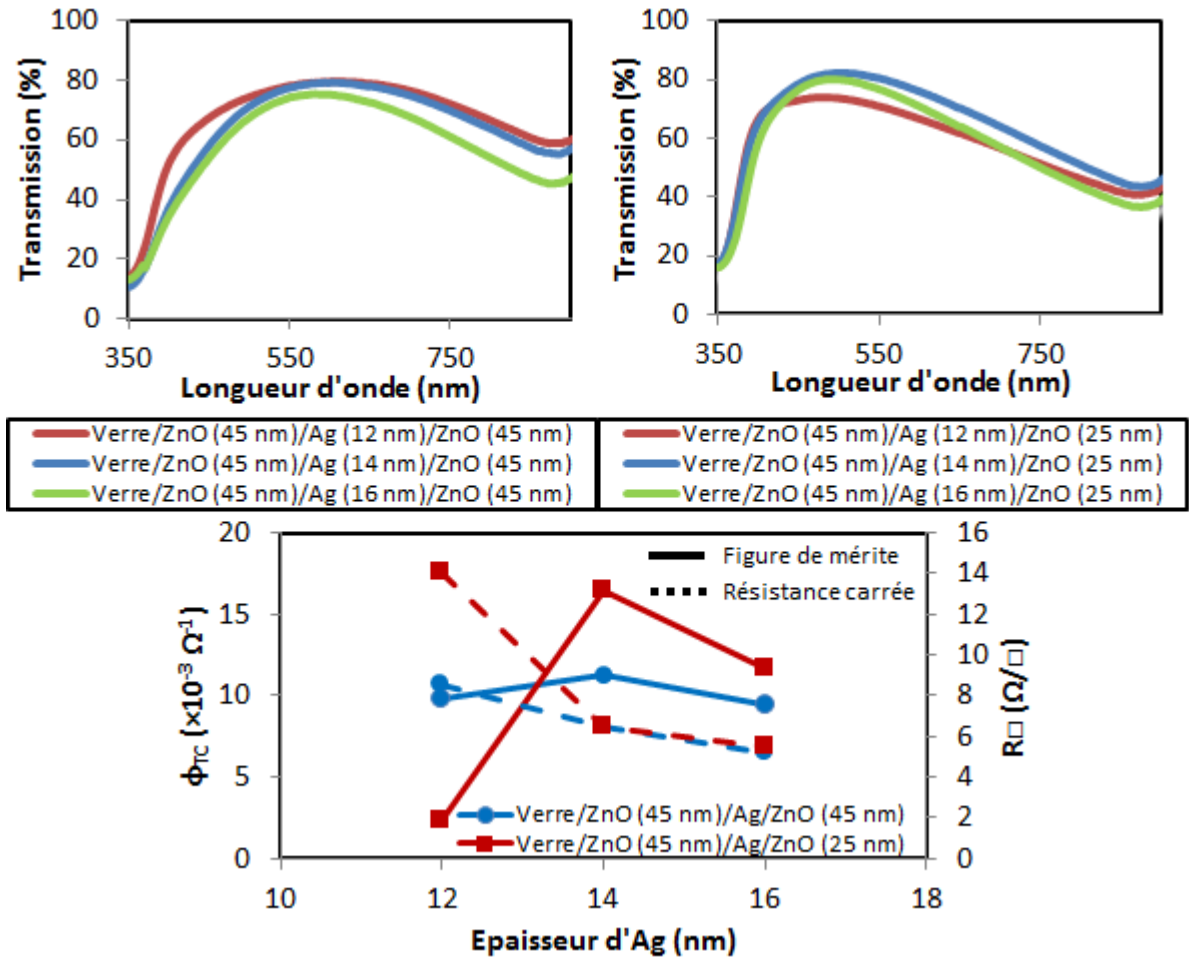 100
80
60
40
20
0
Transmission (%)
350
550
750
Longueur d'onde (nm)
100
80
60
40
20
0
Transmission (%)
350
550
750
Longueur d'onde (nm)
Verre/ZnO (45 nm)/Ag (12 nm)/ZnO (45 nm)
Verre/ZnO (45 nm)/Ag (14 nm)/ZnO (45 nm)
Verre/ZnO (45 nm)/Ag (16 nm)/ZnO (45 nm)
Verre/ZnO (45 nm)/Ag (12 nm)/ZnO (25 nm)
Verre/ZnO (45 nm)/Ag (14 nm)/ZnO (25 nm)
Verre/ZnO (45 nm)/Ag (16 nm)/ZnO (25 nm)
20
15
10
5
0
ϕTC (×10⁻³ Ω⁻¹)
Figure de mérite
Résistance carrée
Verre/ZnO (45 nm)/Ag/ZnO (45 nm)
Verre/ZnO (45 nm)/Ag/ZnO (25 nm)
16
14
12
10
8
6
4
2
0
R□ (Ω/□)
10
12
14
16
18
Epaisseur d'Ag (nm)